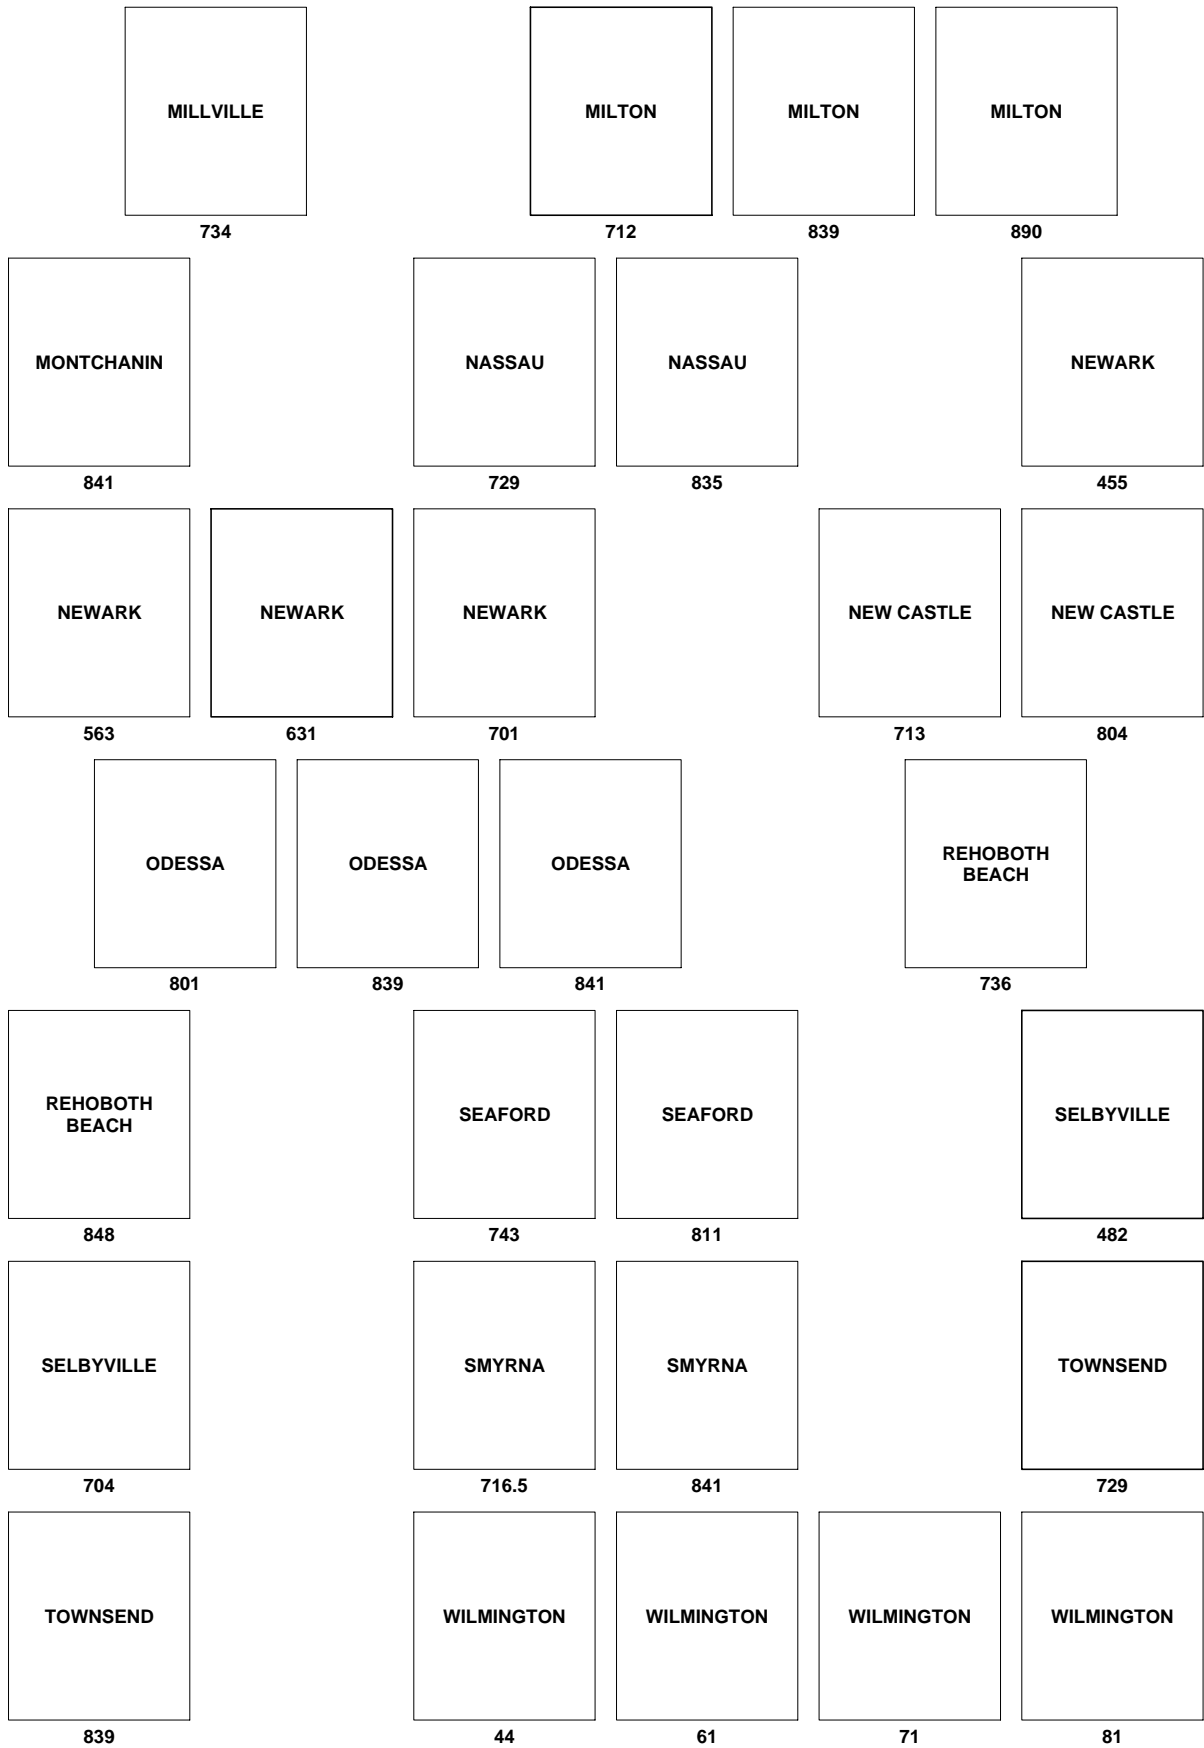 MILLVILLE
MILTON
MILTON
MILTON
734
712
839
890
MONTCHANIN
NASSAU
NASSAU
NEWARK
841
729
835
455
NEWARK
NEWARK
NEWARK
NEW CASTLE
NEW CASTLE
563
631
701
713
804
ODESSA
ODESSA
ODESSA
REHOBOTH
BEACH
801
839
841
736
REHOBOTH
BEACH
SEAFORD
SEAFORD
SELBYVILLE
848
743
811
482
SELBYVILLE
SMYRNA
SMYRNA
TOWNSEND
704
716.5
841
729
TOWNSEND
WILMINGTON
WILMINGTON
WILMINGTON
WILMINGTON
839
44
61
71
81